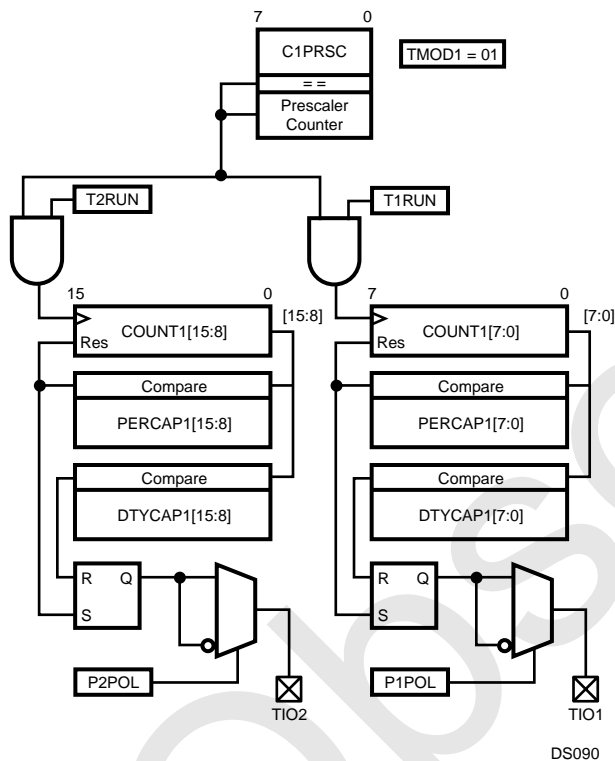 7 0
C1PRSC
TMOD1 = 01
= =
Prescaler
Counter
T2RUN
T1RUN
15 0
[15:8]
7 0
[7:0]
COUNT1[15:8]
Res
COUNT1[7:0]
Res
Compare
Compare
PERCAP1[15:8]
PERCAP1[7:0]
Compare
Compare
DTYCAP1[15:8]
DTYCAP1[7:0]
R Q
R Q
S
S
P2POL
P1POL
TIO2
TIO1
DS090
Obso